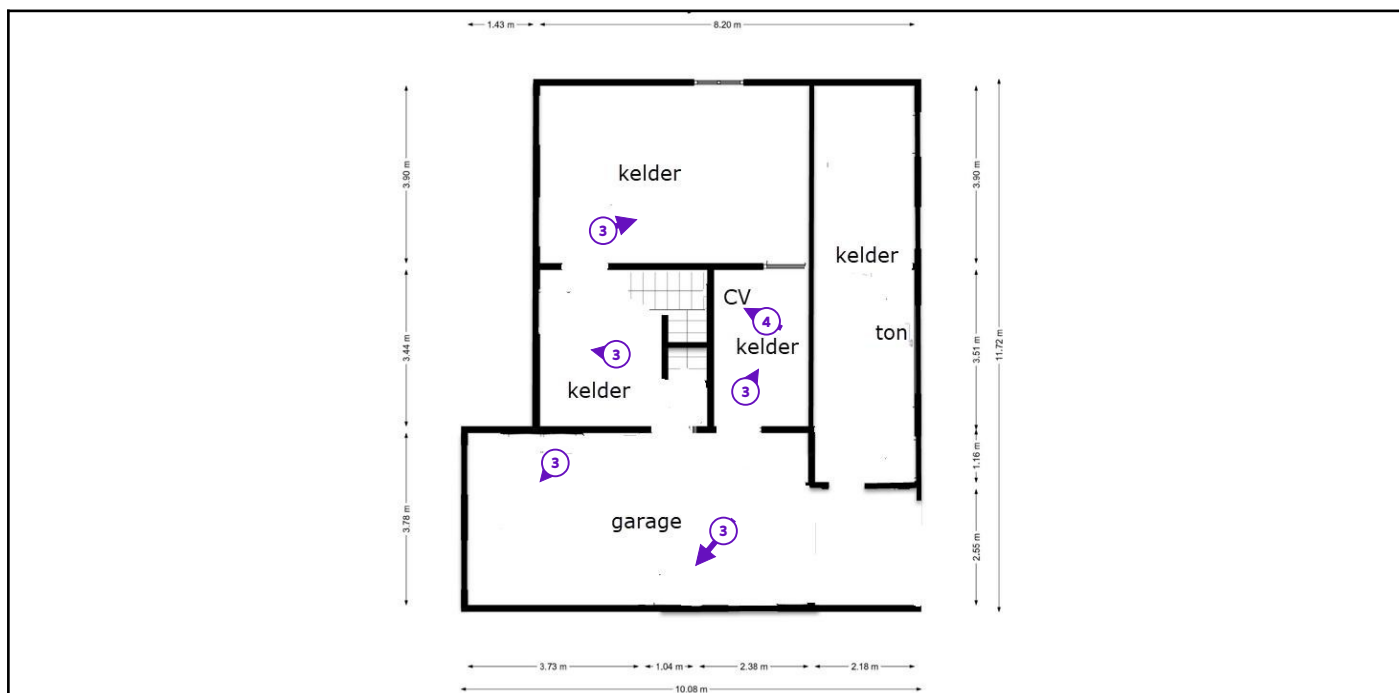 1.43 m 8.20 m
3.90 m
3.44 m
3.78 m
kelder
3
kelder
ton
CV
4
kelder
3
3
kelder
3
garage
3
3.90 m
3.51 m
1.16 m
2.55 m
11.72 m
3.73 m 1.04 m 2.38 m 2.18 m
10.08 m